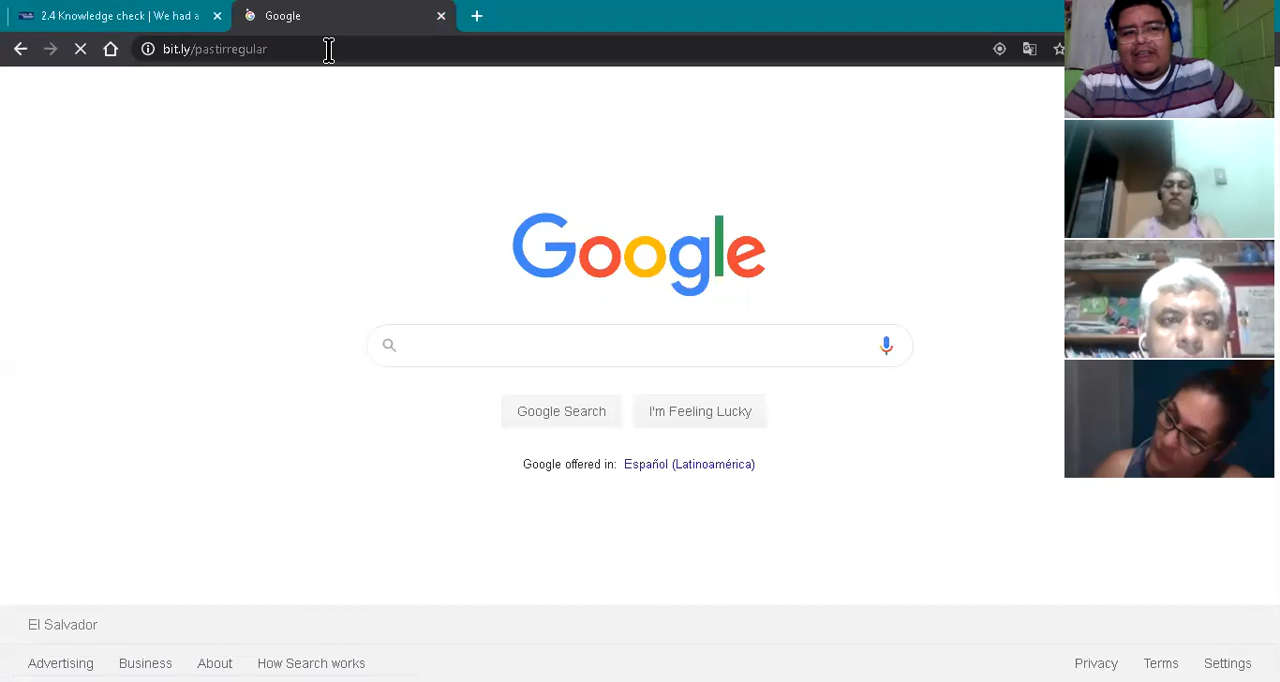 2.4 Knowledge check | We had a
Google
bit.ly/pastirregular
Google
Google Search
I'm Feeling Lucky
Google offered in: Español (Latinoamérica)
El Salvador
Advertising Business About How Search works
Privacy Terms Settings